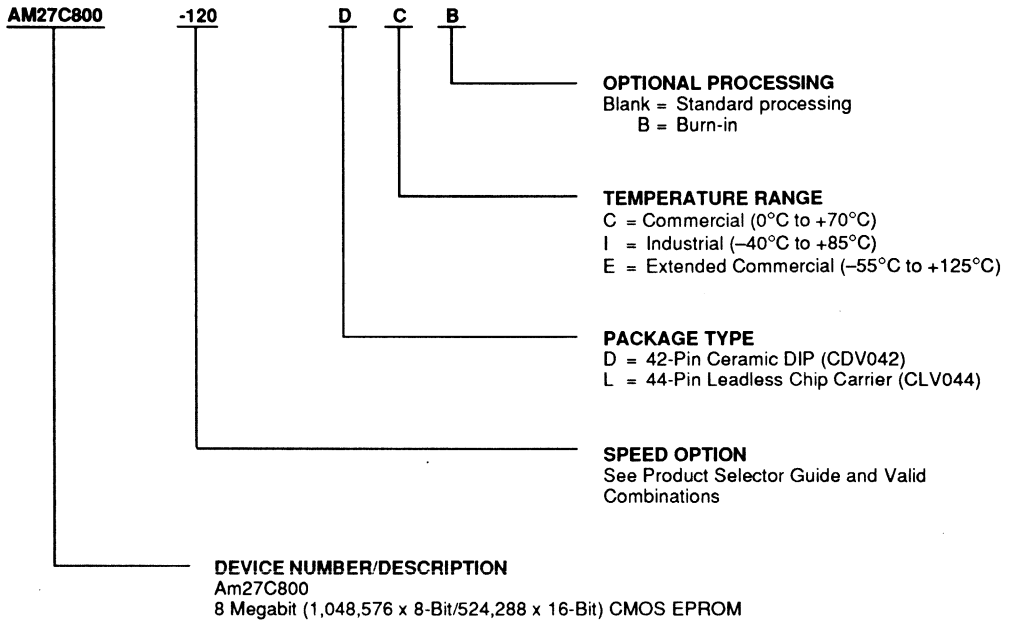 AM27C800 -120 D C B
OPTIONAL PROCESSING
Blank = Standard processing
B = Burn-in
TEMPERATURE RANGE
C = Commercial (0°C to +70°C)
I = Industrial (–40°C to +85°C)
E = Extended Commercial (–55°C to +125°C)
PACKAGE TYPE
D = 42-Pin Ceramic DIP (CDV042)
L = 44-Pin Leadless Chip Carrier (CLV044)
SPEED OPTION
See Product Selector Guide and Valid
Combinations
DEVICE NUMBER/DESCRIPTION
Am27C800
8 Megabit (1,048,576 x 8-Bit/524,288 x 16-Bit) CMOS EPROM